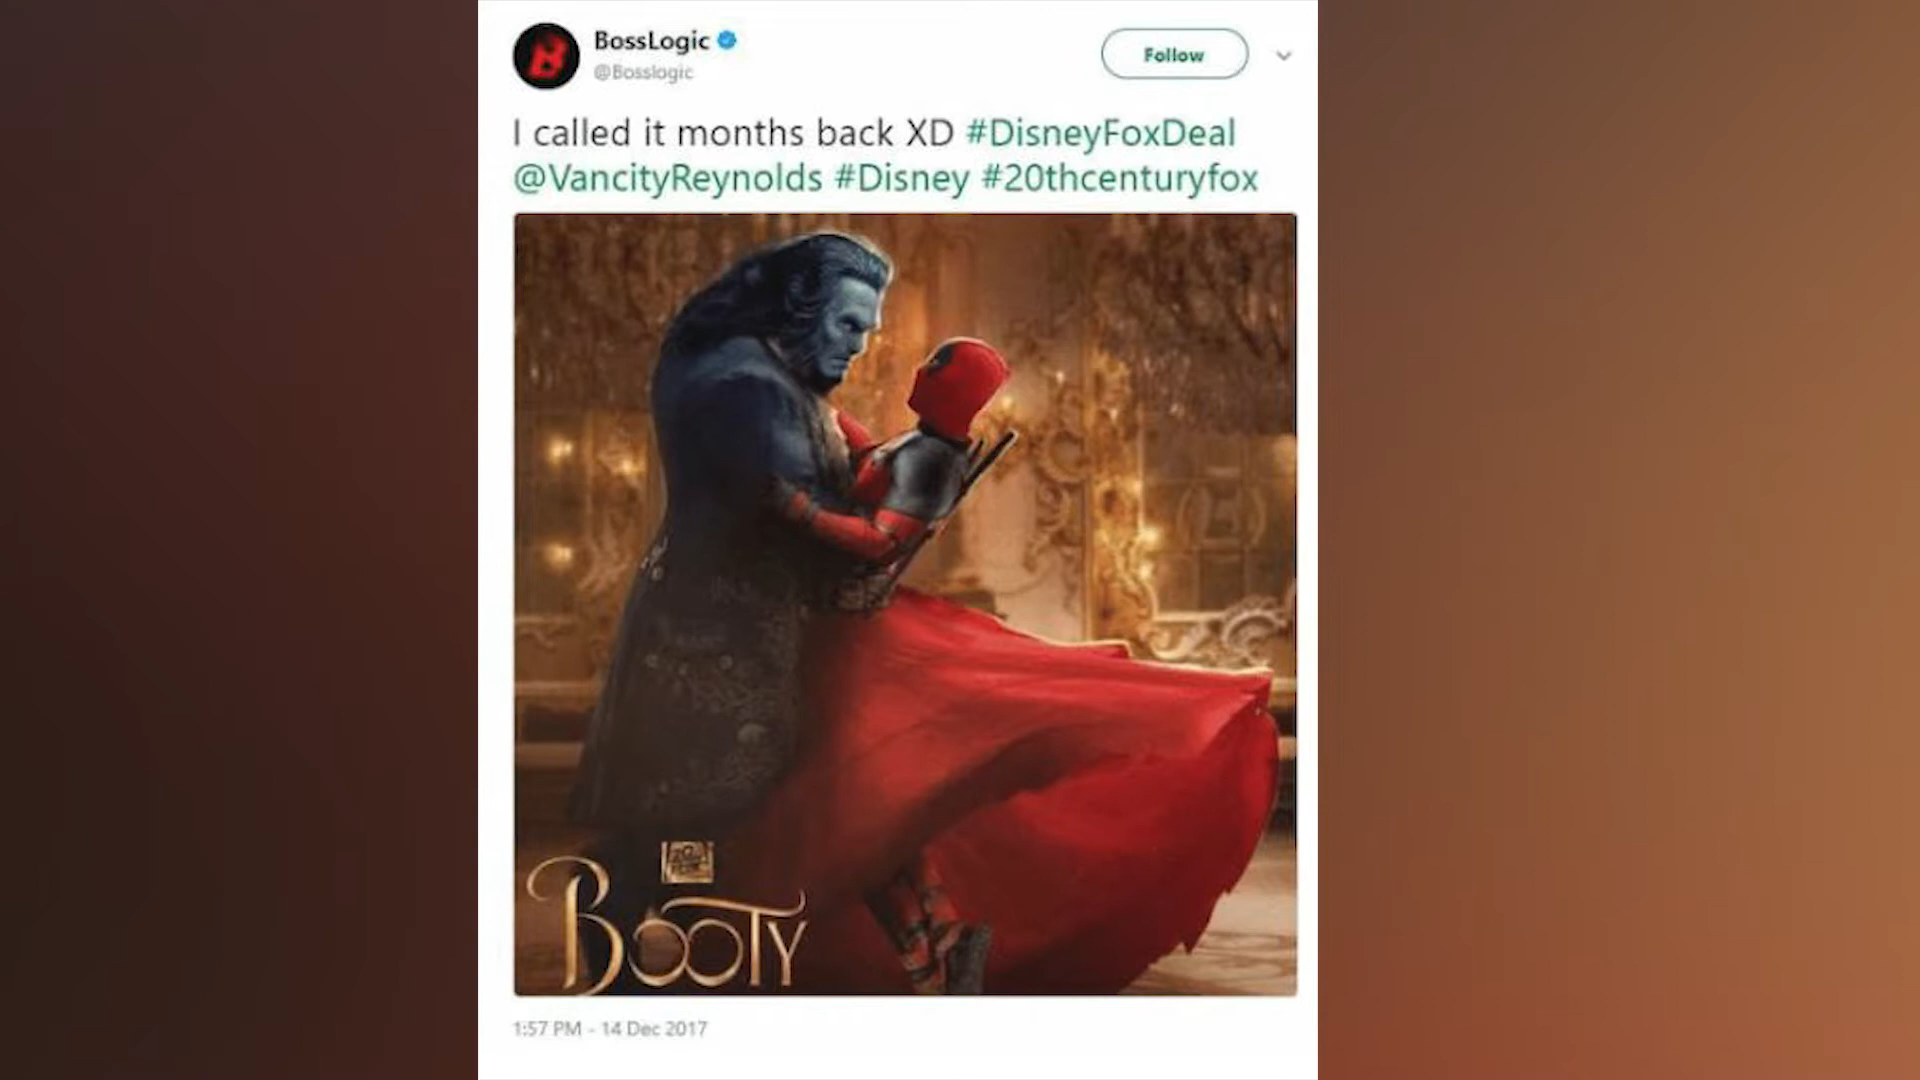 BossLogic
@Bosslogic
Follow
I called it months back XD #DisneyFoxDeal
@VancityReynolds #Disney #20thcenturyfox
BOOTY
1:57 PM - 14 Dec 2017